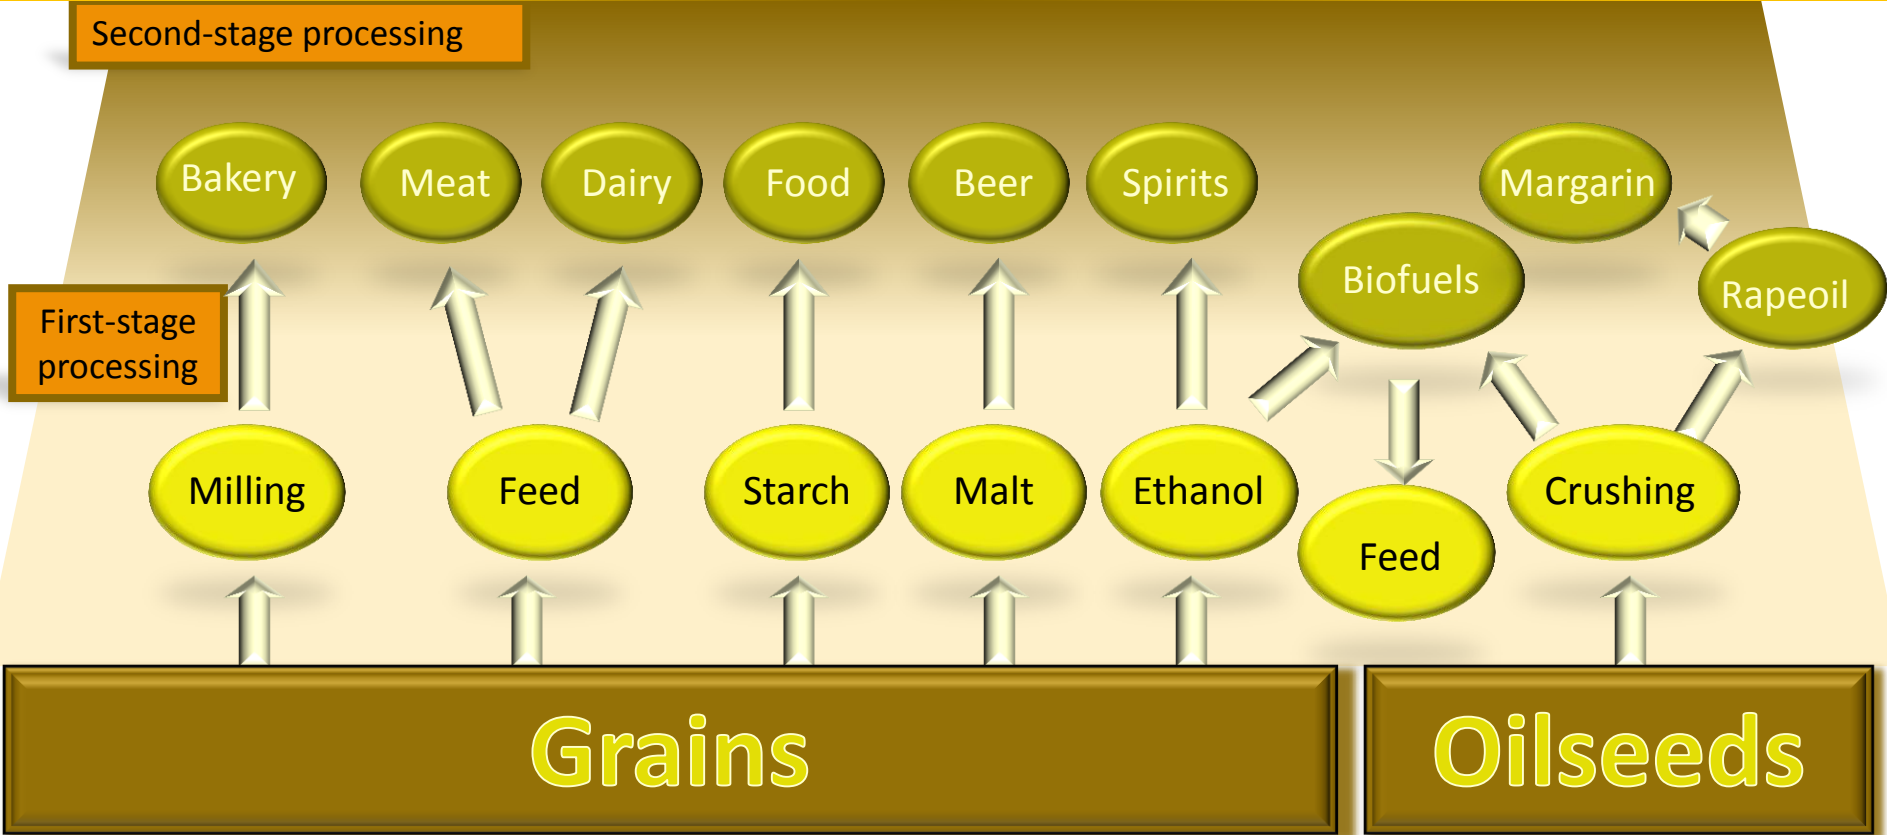 Second-stage processing
Bakery
Meat
Dairy
Food
Beer
Spirits
Margarin
Biofuels
Rapeoil
First-stage
processing
Milling
Feed
Starch
Malt
Ethanol
Feed
Crushing
Grains
Oilseeds